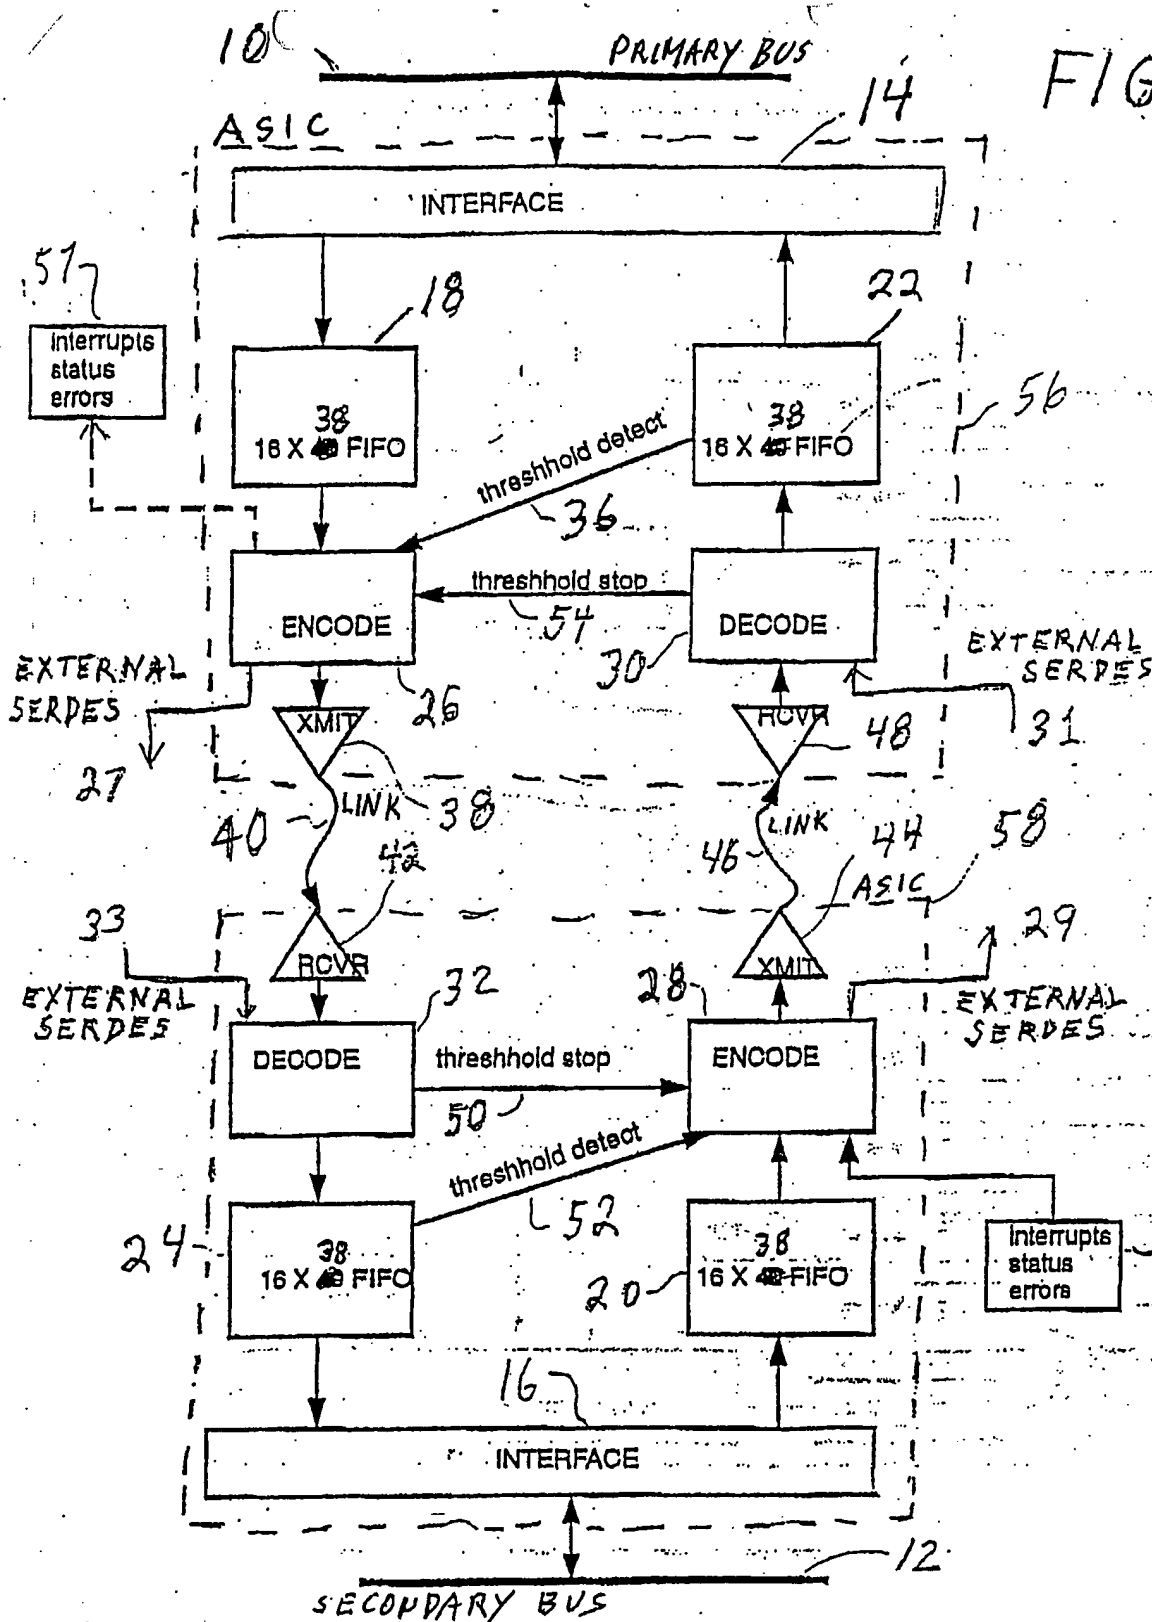 10
PRIMARY BUS
FIG
14
ASIC
INTERFACE
57
18
22
Interrupts
status
errors
38
16 X FIFO
38
16 X FIFO
56
threshhold detect
36
threshhold stop
54
ENCODE
DECODE
30
EXTERNAL
SERDES
EXTERNAL
SERDES
26
XMIT
RCVR
48
31
27
LINK
38
40
LINK
46
44
58
42
ASIC
33
29
RCVR
XMIT
EXTERNAL
SERDES
32
28
EXTERNAL
SERDES
DECODE
threshhold stop
ENCODE
50
threshhold detect
52
24
38
16 X FIFO
38
16 X FIFO
20
Interrupts
status
errors
16
INTERFACE
12
SECONDARY BUS